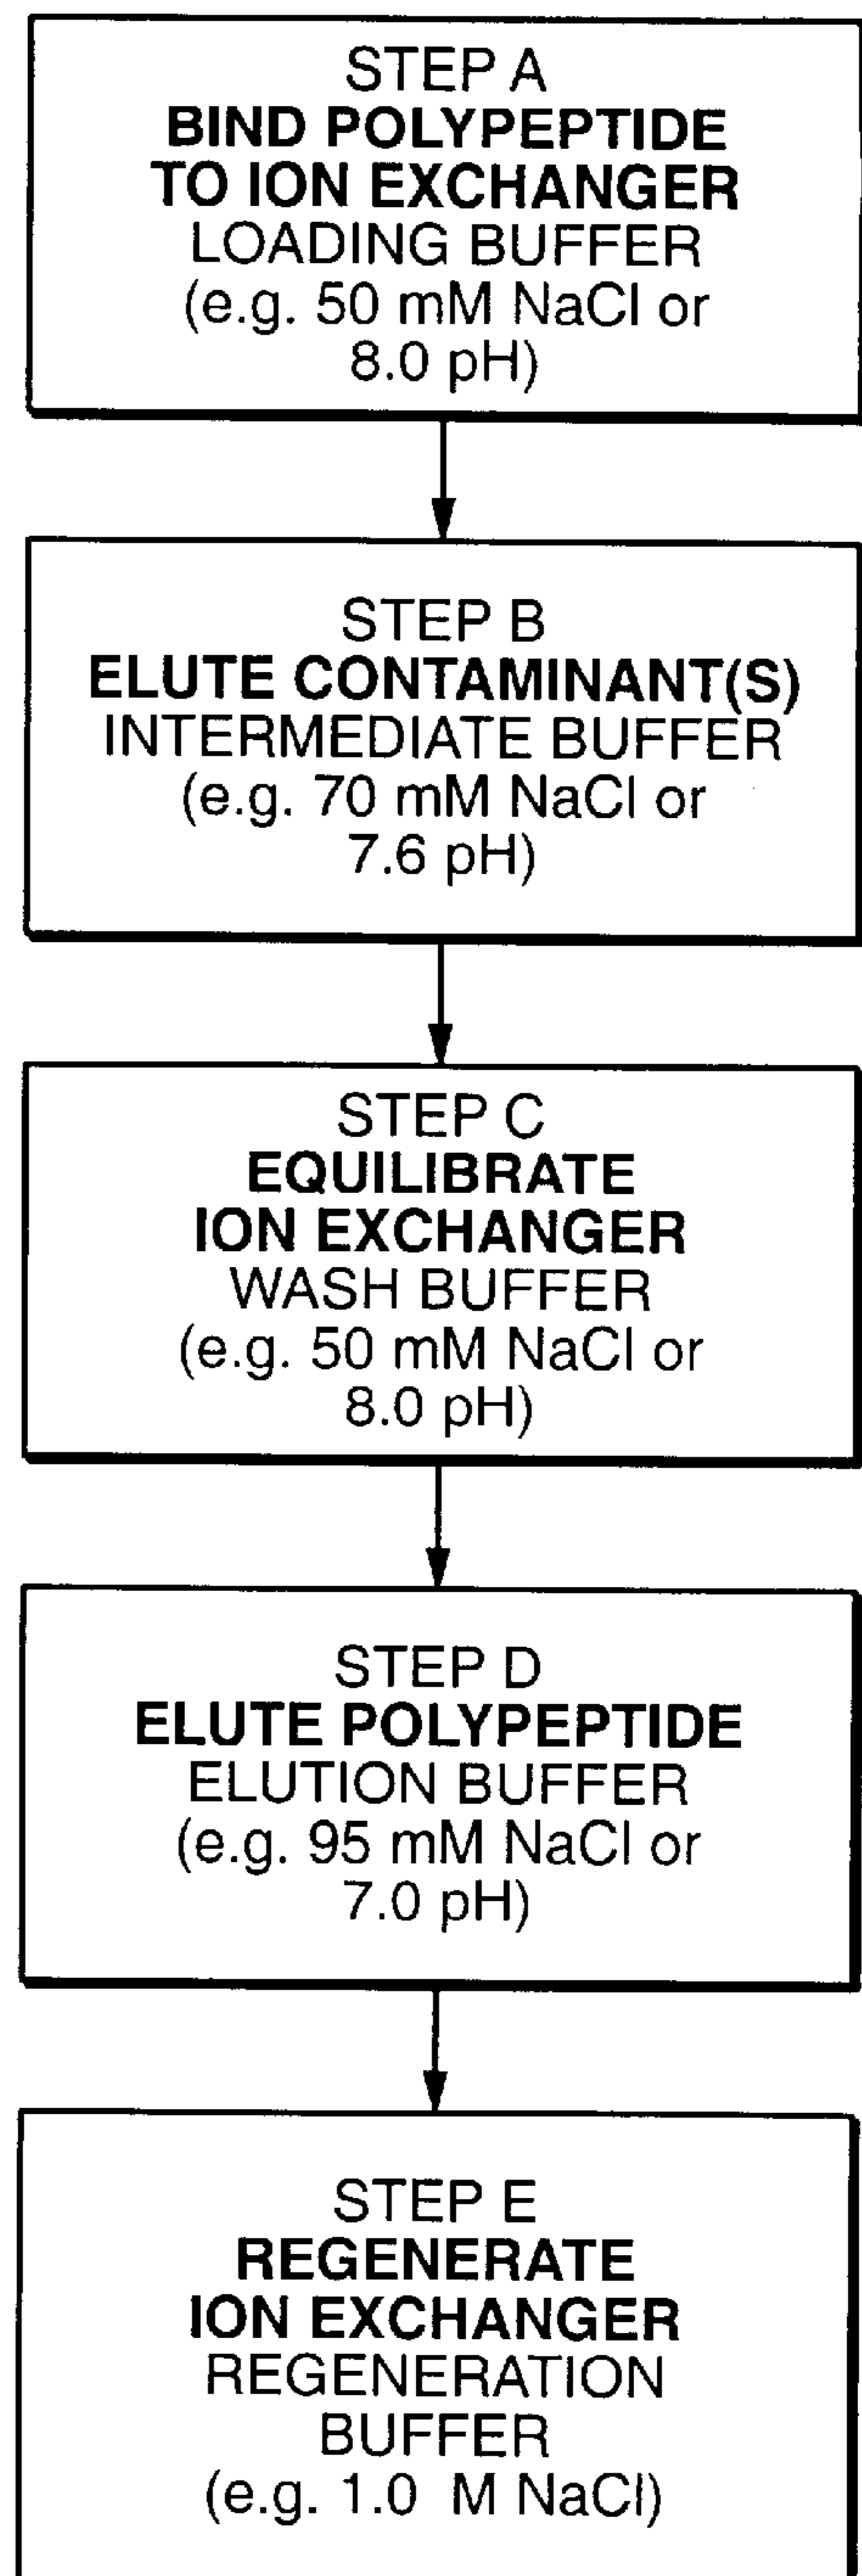 STEP A
BIND POLYPEPTIDE
TO ION EXCHANGER
LOADING BUFFER
(e.g. 50 mM NaCl or
8.0 pH)
STEP B
ELUTE CONTAMINANT(S)
INTERMEDIATE BUFFER
(e.g. 70 mM NaCl or
7.6 pH)
STEP C
EQUILIBRATE
ION EXCHANGER
WASH BUFFER
(e.g. 50 mM NaCl or
8.0 pH)
STEP D
ELUTE POLYPEPTIDE
ELUTION BUFFER
(e.g. 95 mM NaCl or
7.0 pH)
STEP E
REGENERATE
ION EXCHANGER
REGENERATION
BUFFER
(e.g. 1.0 M NaCl)